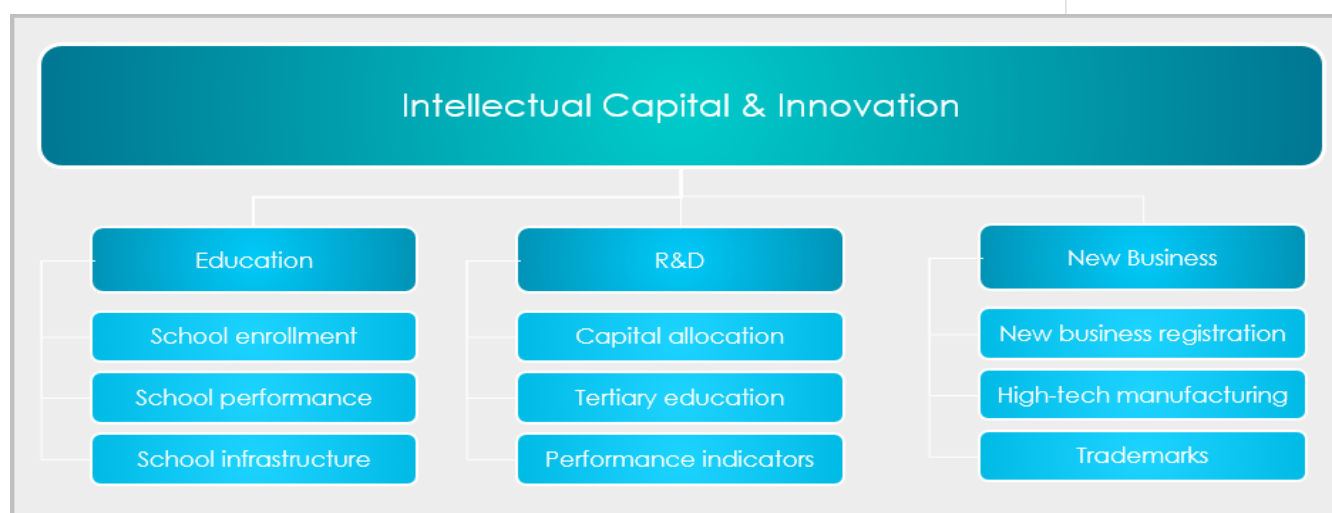 Intellectual Capital & Innovation
Education
School enrollment
School performance
School infrastructure
R&D
Capital allocation
Tertiary education
Performance indicators
New Business
New business registration
High-tech manufacturing
Trademarks